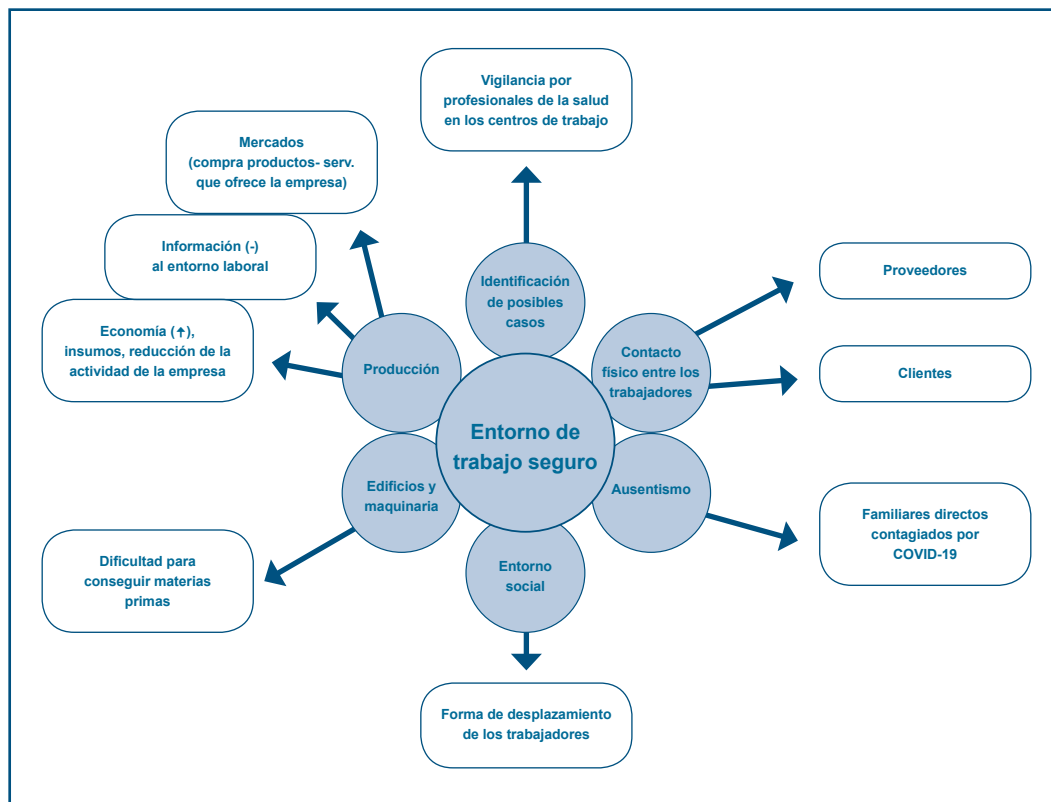 Vigilancia por
profesionales de la salud
en los centros de trabajo
Mercados
(compra productos- serv.
que ofrece la empresa)
Información (-)
al entorno laboral
Economía (↑),
insumos, reducción de la
actividad de la empresa
Identificación
de posibles
casos
Proveedores
Producción
Contacto
físico entre los
trabajadores
Clientes
Entorno de
trabajo seguro
Edificios y
maquinaria
Ausentismo
Familiares directos
contagiados por
COVID-19
Dificultad para
conseguir materias
primas
Entorno
social
Forma de desplazamiento
de los trabajadores